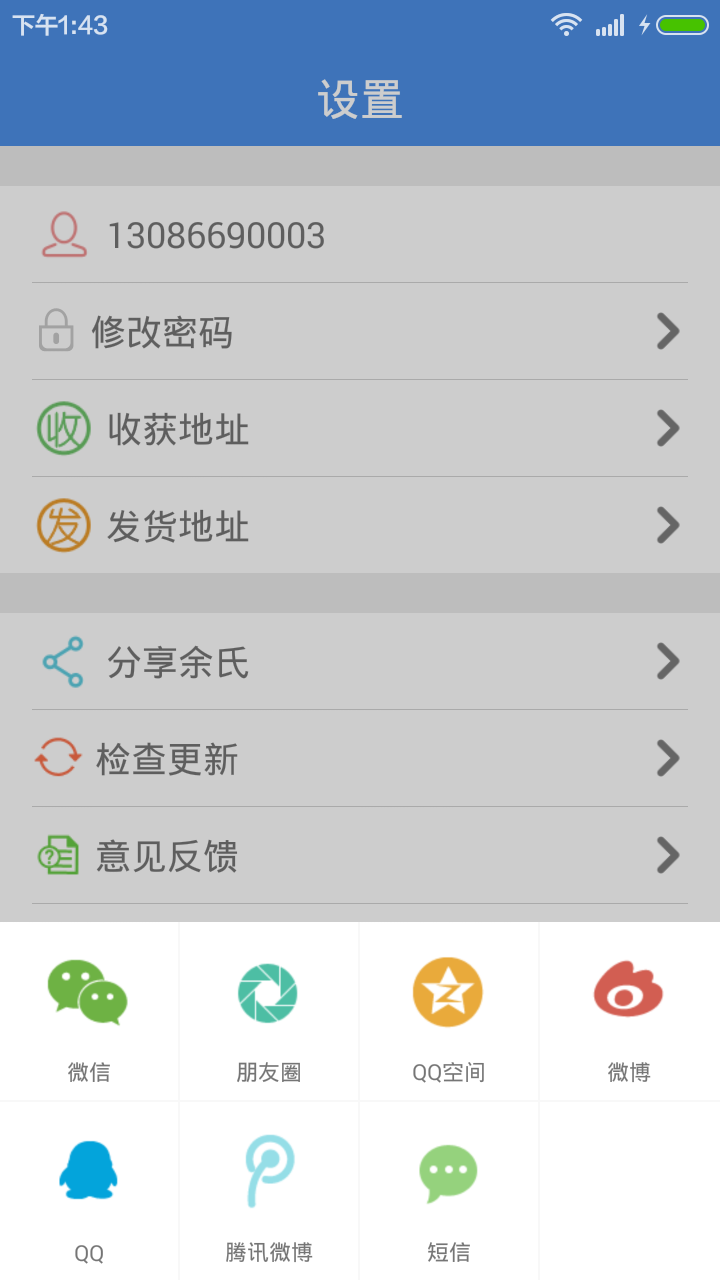 下午1:43
设置
13086690003
修改密码
收 收获地址
发 发货地址
分享余氏
检查更新
意见反馈
微信 朋友圈 QQ空间 微博
QQ 腾讯微博 短信